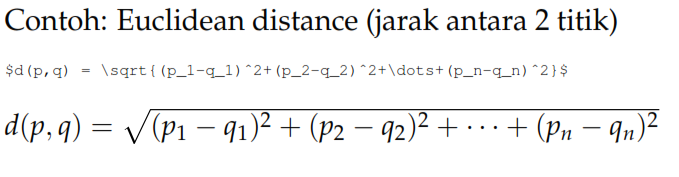 Contoh: Euclidean distance (jarak antara 2 titik)
$d(p,q) = \sqrt{(p_1-q_1)^2+(p_2-q_2)^2+\dots+(p_n-q_n)^2}$
d(p, q) = √(p₁ − q₁)² + (p₂ − q₂)² + ··· + (pₙ − qₙ)²